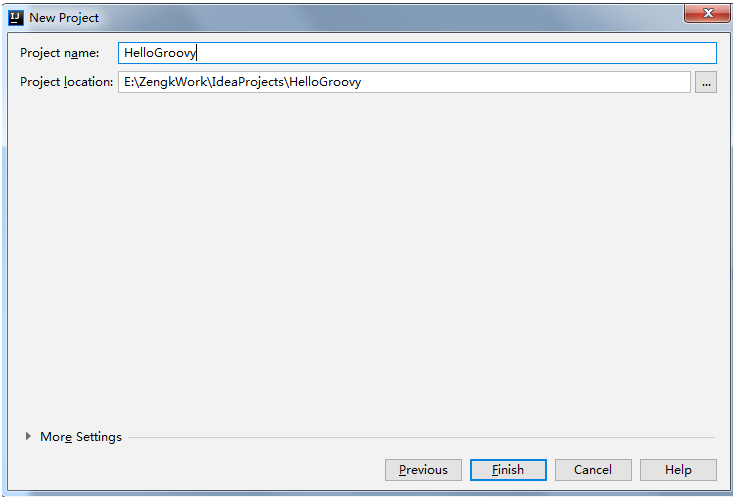 IJ New Project
Project name: HelloGroovy
Project location: E:\ZengkWork\IdeaProjects\HelloGroovy ...
More Settings
Previous Finish Cancel Help